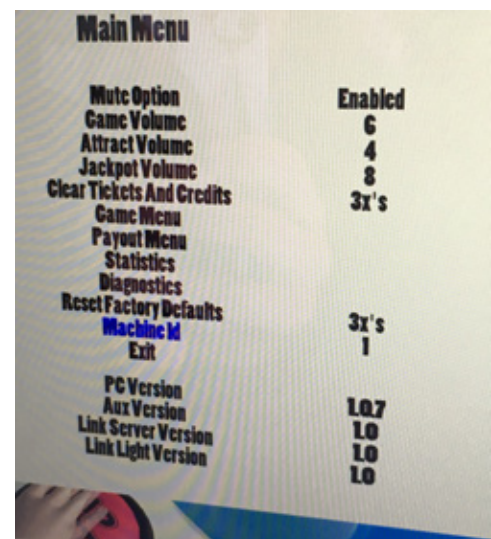 Main Menu
Mute Option Enabled
Game Volume 6
Attract Volume 4
Jackpot Volume 8
Clear Tickets And Credits 3x's
Game Menu
Payout Menu
Statistics
Diagnostics
Reset Factory Defaults 3x's
Machine Id 1
Exit
PC Version 1.0.7
Aux Version 1.0
Link Server Version 1.0
Link Light Version 1.0